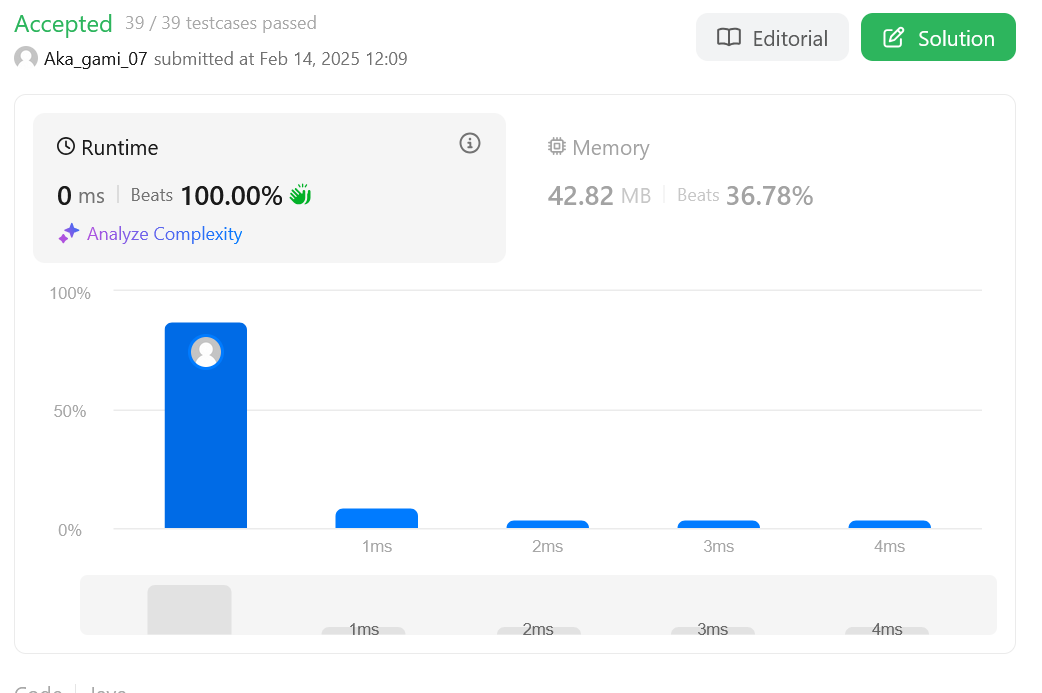 Accepted 39 / 39 testcases passed
Aka_gami_07 submitted at Feb 14, 2025 12:09
Editorial
Solution
Runtime
0 ms Beats 100.00%
Analyze Complexity
Memory
42.82 MB Beats 36.78%
100%
50%
0%
1ms 2ms 3ms 4ms
1ms 2ms 3ms 4ms
Code Java